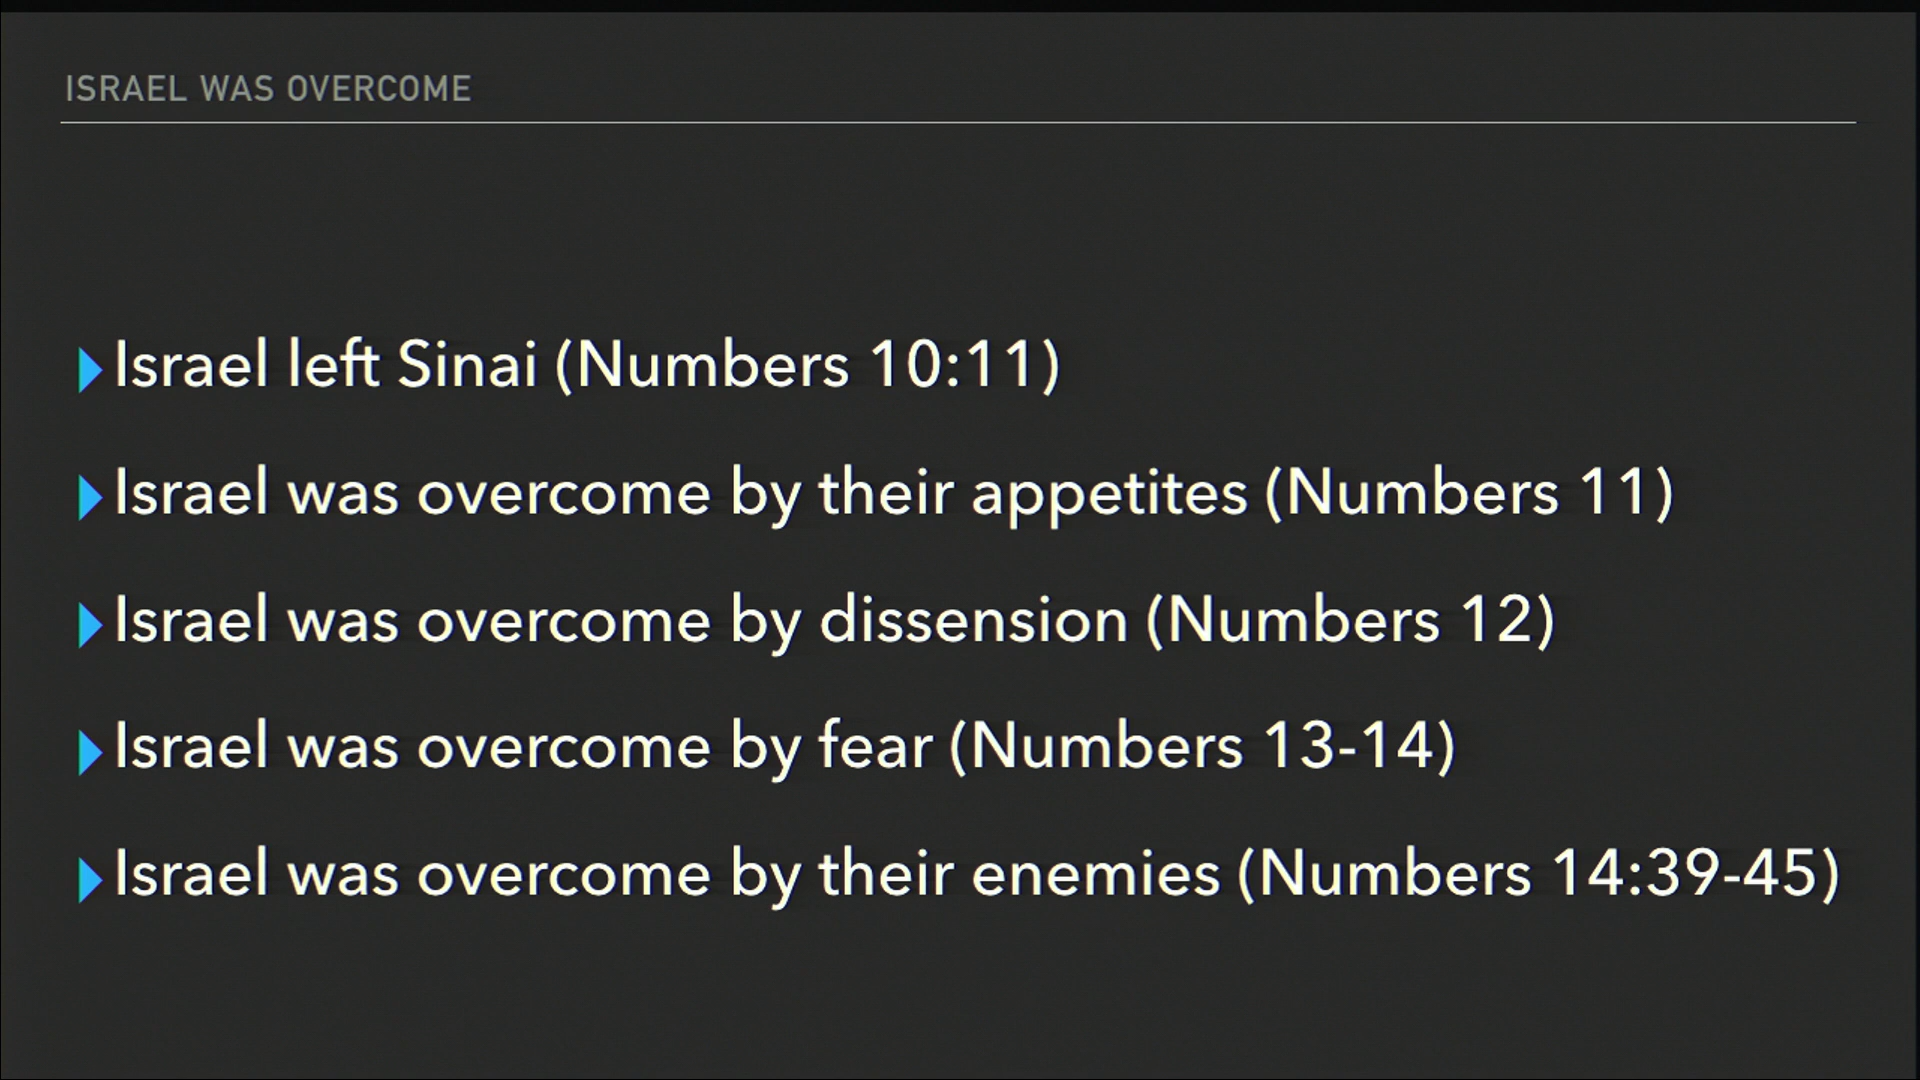 ISRAEL WAS OVERCOME
Israel left Sinai (Numbers 10:11)
Israel was overcome by their appetites (Numbers 11)
Israel was overcome by dissension (Numbers 12)
Israel was overcome by fear (Numbers 13-14)
Israel was overcome by their enemies (Numbers 14:39-45)